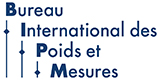 Bureau
International des
Poids et
Mesures